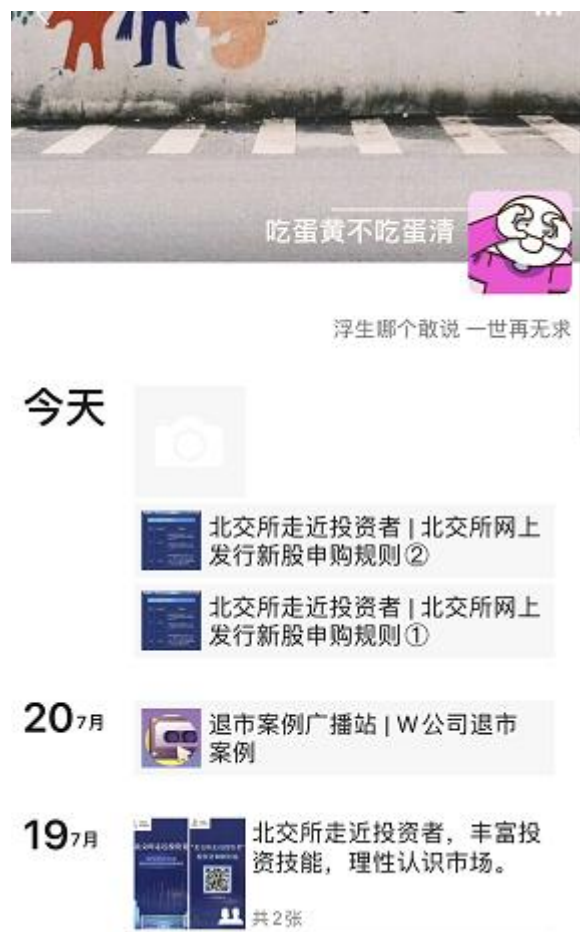 吃蛋黄不吃蛋清
浮生哪个敢说 一世再无求
今天
北交所走近投资者 | 北交所网上
发行新股申购规则②
北交所走近投资者 | 北交所网上
发行新股申购规则①
20 7月
退市案例广播站 | W公司退市
案例
19 7月
北交所走近投资者，丰富投
资技能，理性认识市场。
共2张